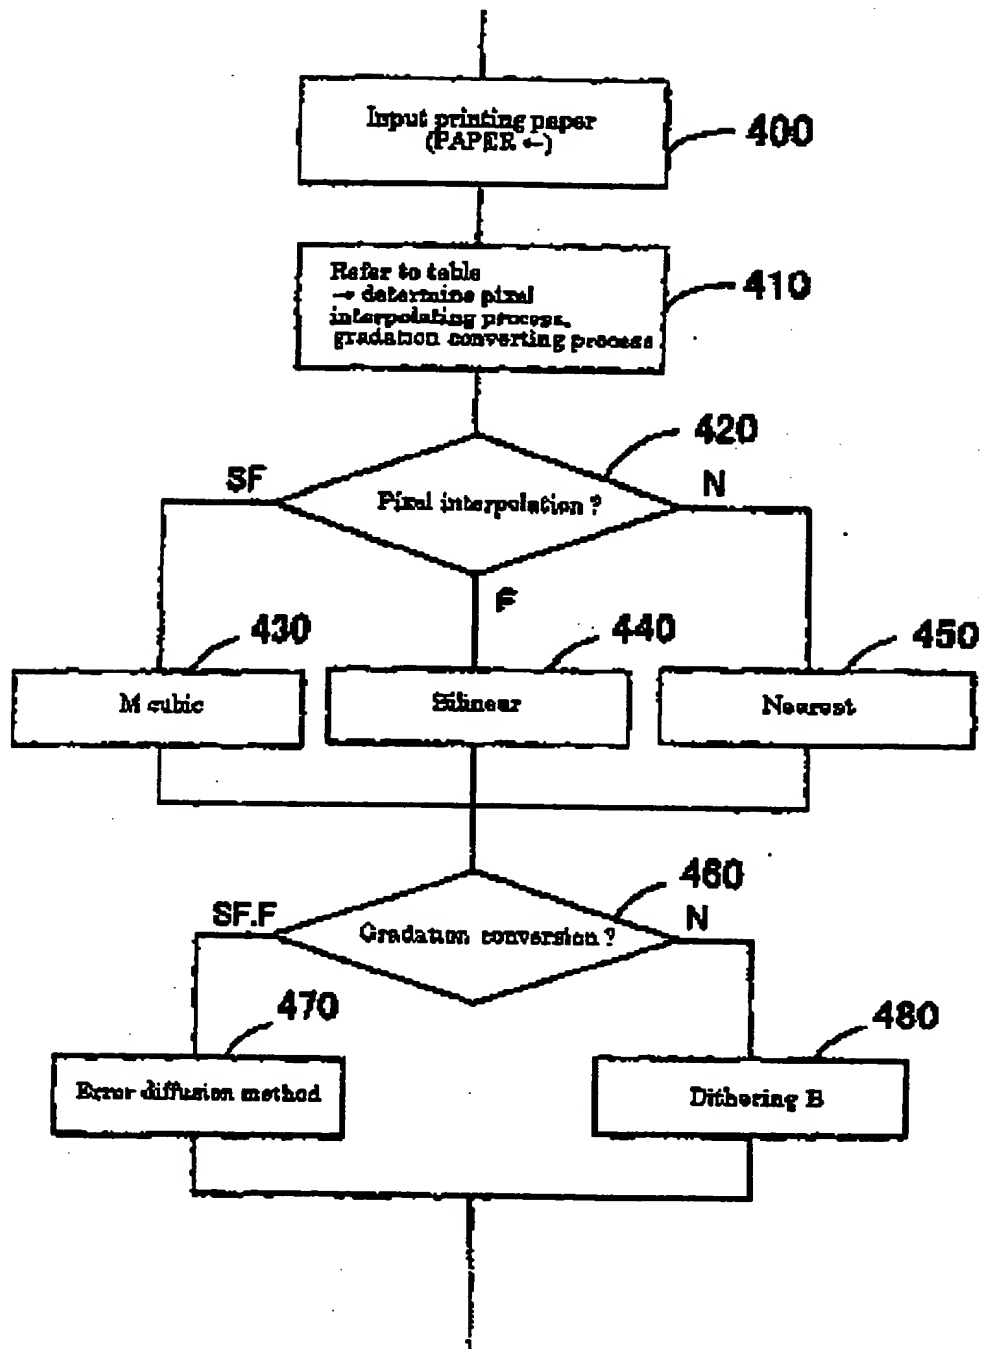 Input printing paper
(PAPER ←)
400
Refer to table
→ determine pixel
interpolating process,
gradation converting process
410
420
SF
Pixel interpolation ?
N
F
430
440
450
M cubic
Bilinear
Nearest
460
SF.F
Gradation conversion ?
N
470
480
Error diffusion method
Dithering B